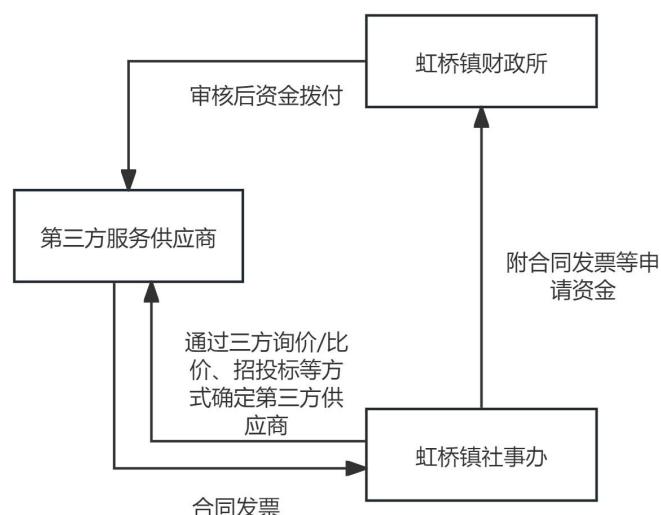 虹桥镇财政所
审核后资金拨付
第三方服务供应商
附合同发票等申
请资金
通过三方询价/比
价、招投标等方
式确定第三方供
应商
虹桥镇社事办
合同发票